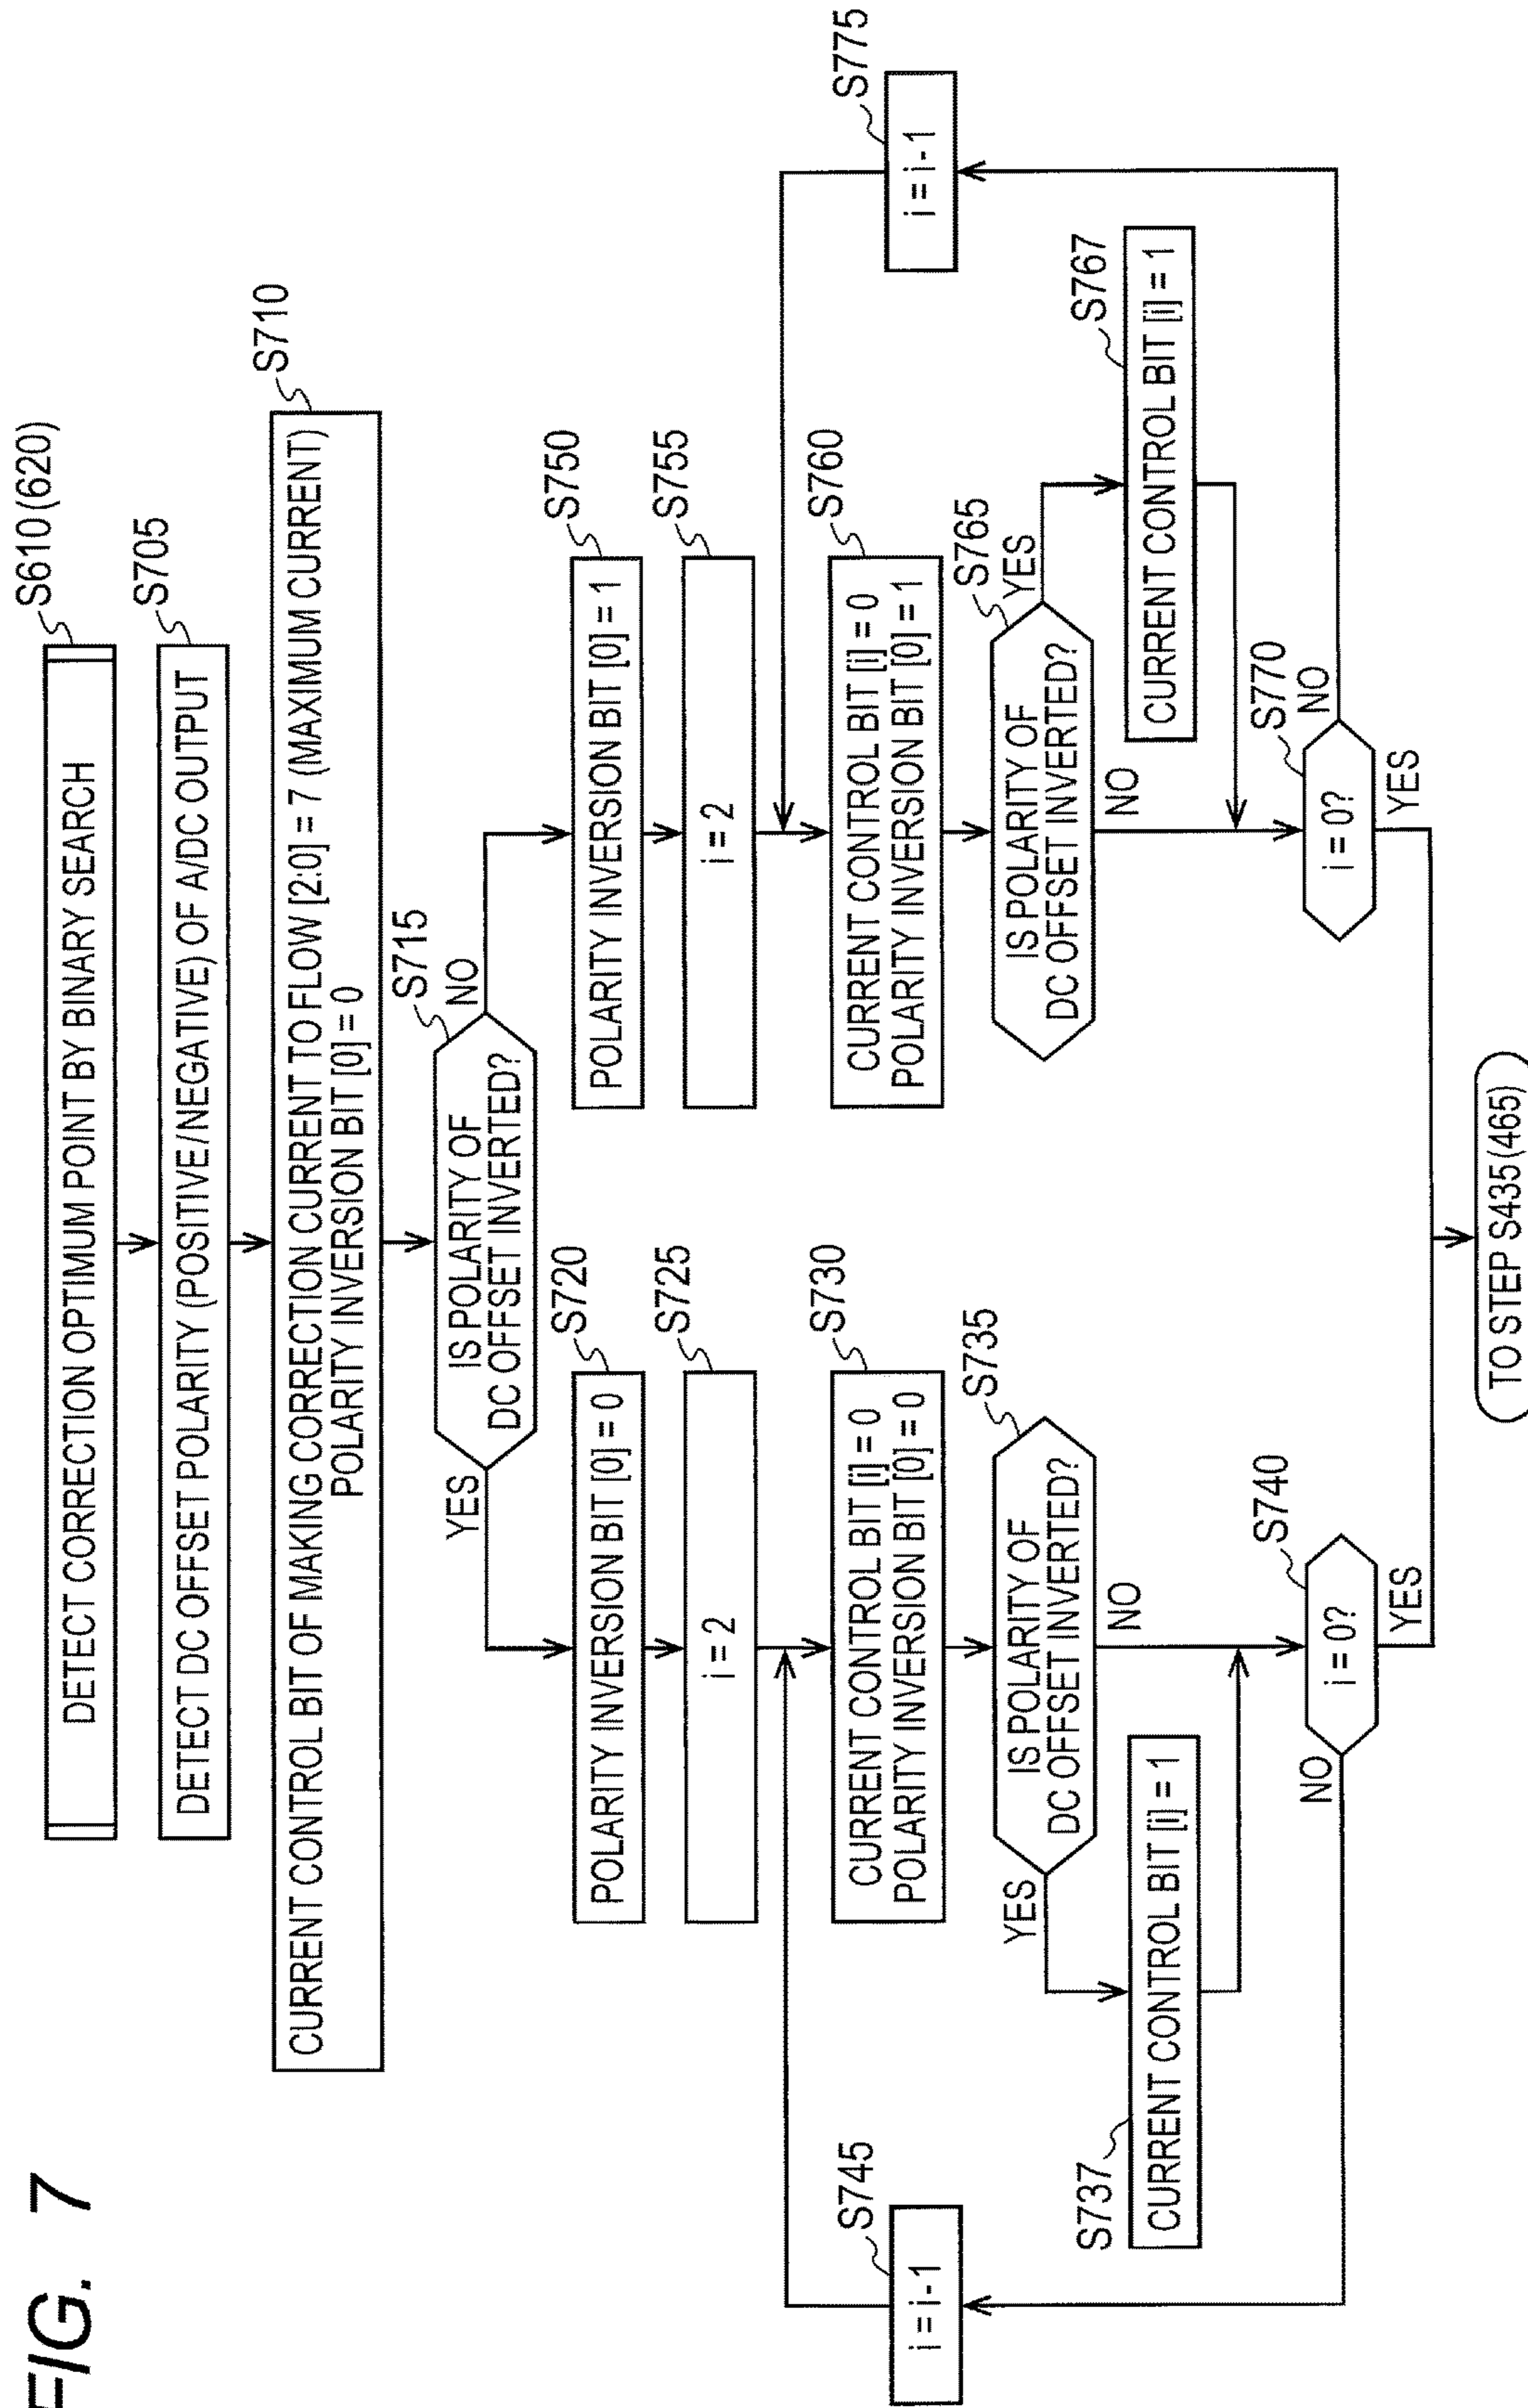 FIG. 7
S610 (620)
DETECT CORRECTION OPTIMUM POINT BY BINARY SEARCH
S705
DETECT DC OFFSET POLARITY (POSITIVE/NEGATIVE) OF A/DC OUTPUT
S710
CURRENT CONTROL BIT OF MAKING CORRECTION CURRENT TO FLOW [2:0] = 7 (MAXIMUM CURRENT)
POLARITY INVERSION BIT [0] = 0
S715
IS POLARITY OF
DC OFFSET INVERTED?
YES
NO
S720
POLARITY INVERSION BIT [0] = 0
S725
i = 2
S730
CURRENT CONTROL BIT [i] = 0
POLARITY INVERSION BIT [0] = 0
S735
IS POLARITY OF
DC OFFSET INVERTED?
YES
NO
S737
CURRENT CONTROL BIT [i] = 1
S740
i = 0?
NO
YES
S745
i = i-1
S750
POLARITY INVERSION BIT [0] = 1
S755
i = 2
S760
CURRENT CONTROL BIT [i] = 0
POLARITY INVERSION BIT [0] = 1
S765
IS POLARITY OF
DC OFFSET INVERTED?
YES
NO
S767
CURRENT CONTROL BIT [i] = 1
S770
i = 0?
NO
YES
S775
i = i-1
TO STEP S435 (465)